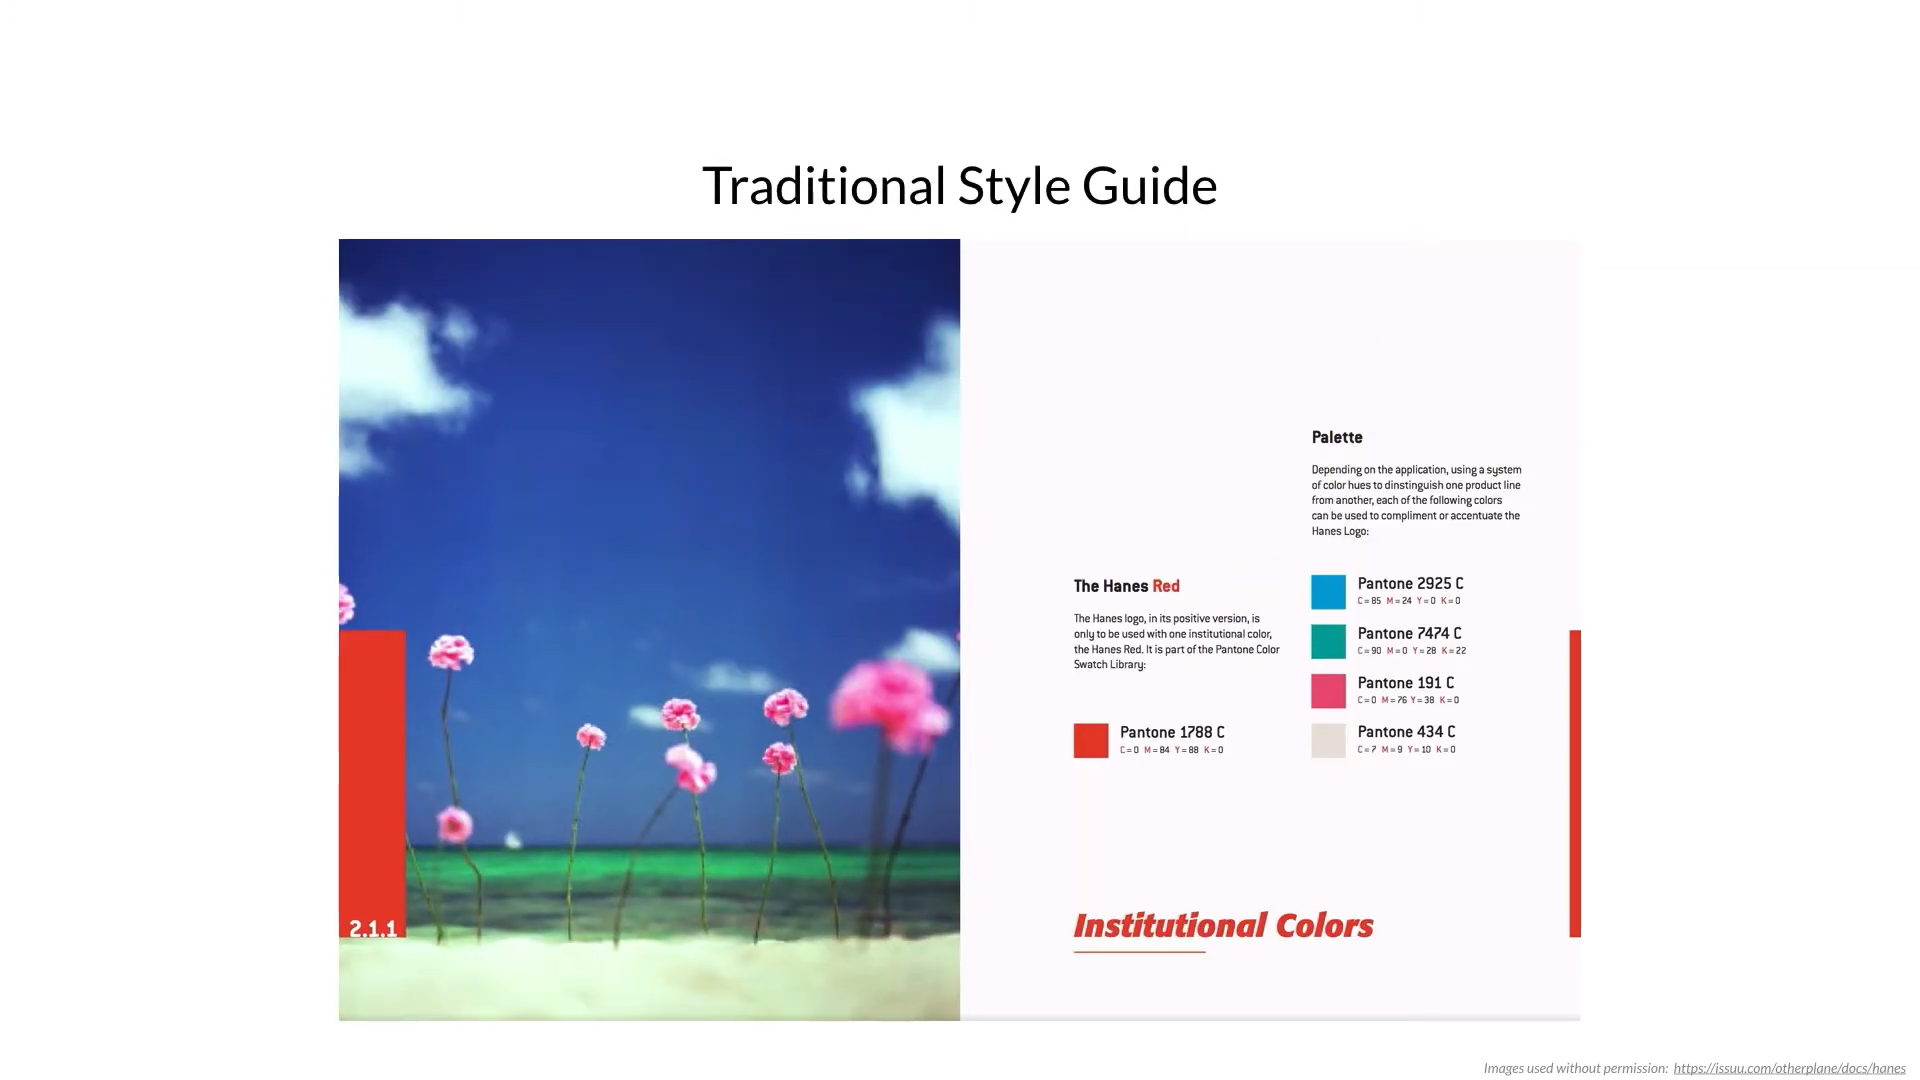 Traditional Style Guide
2.1.1
The Hanes Red
The Hanes logo, in its positive version, is
only to be used with one institutional color,
the Hanes Red. It is part of the Pantone Color
Swatch Library:
Pantone 1788 C
C=0 M=84 Y=88 K=0
Palette
Depending on the application, using a system
of color hues to dinstinguish one product line
from another, each of the following colors
can be used to compliment or accentuate the
Hanes Logo:
Pantone 2925 C
C=85 M=24 Y=0 K=0
Pantone 7474 C
C=90 M=0 Y=28 K=22
Pantone 191 C
C=0 M=76 Y=38 K=0
Pantone 434 C
C=7 M=9 Y=10 K=0
Institutional Colors
Images used without permission: https://issuu.com/otherplane/docs/hanes